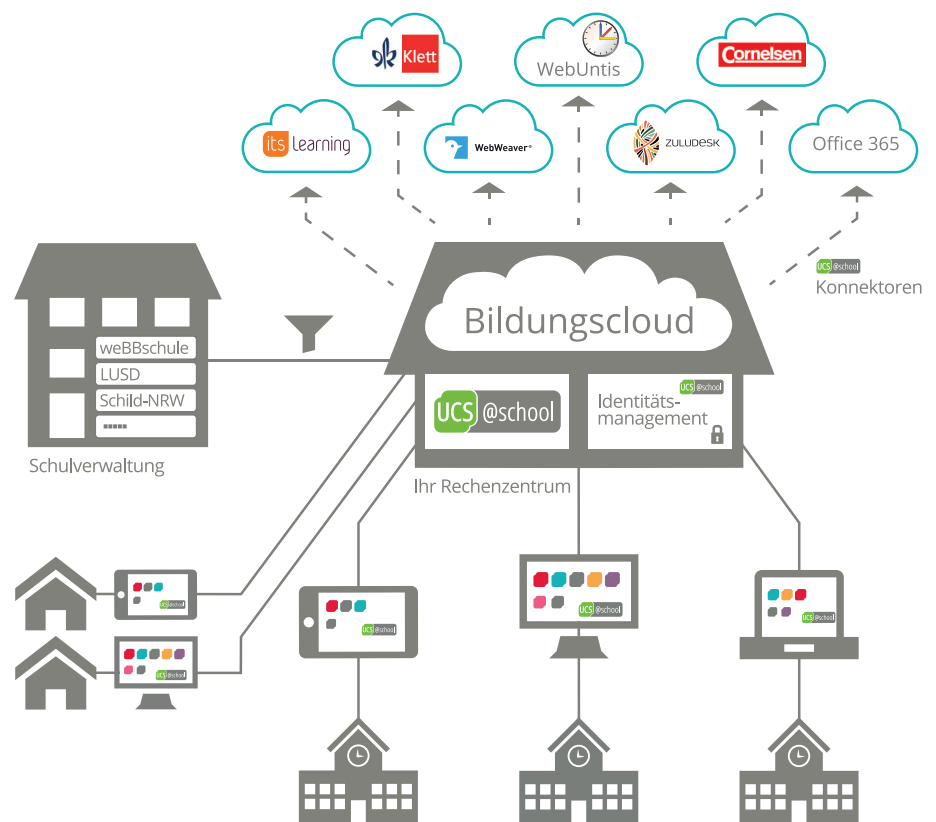 Klett
WebUntis
Cornelsen
its Learning
WebWeaver®
ZULUDESK
Office 365
UCS @school
Konnektoren
Bildungscloud
weBBschule
LUSD
Schild-NRW
Schulverwaltung
UCS @school
UCS @school
Identitäts-
management
Ihr Rechenzentrum
UCS @school
UCS @school
UCS @school
UCS @school
UCS @school